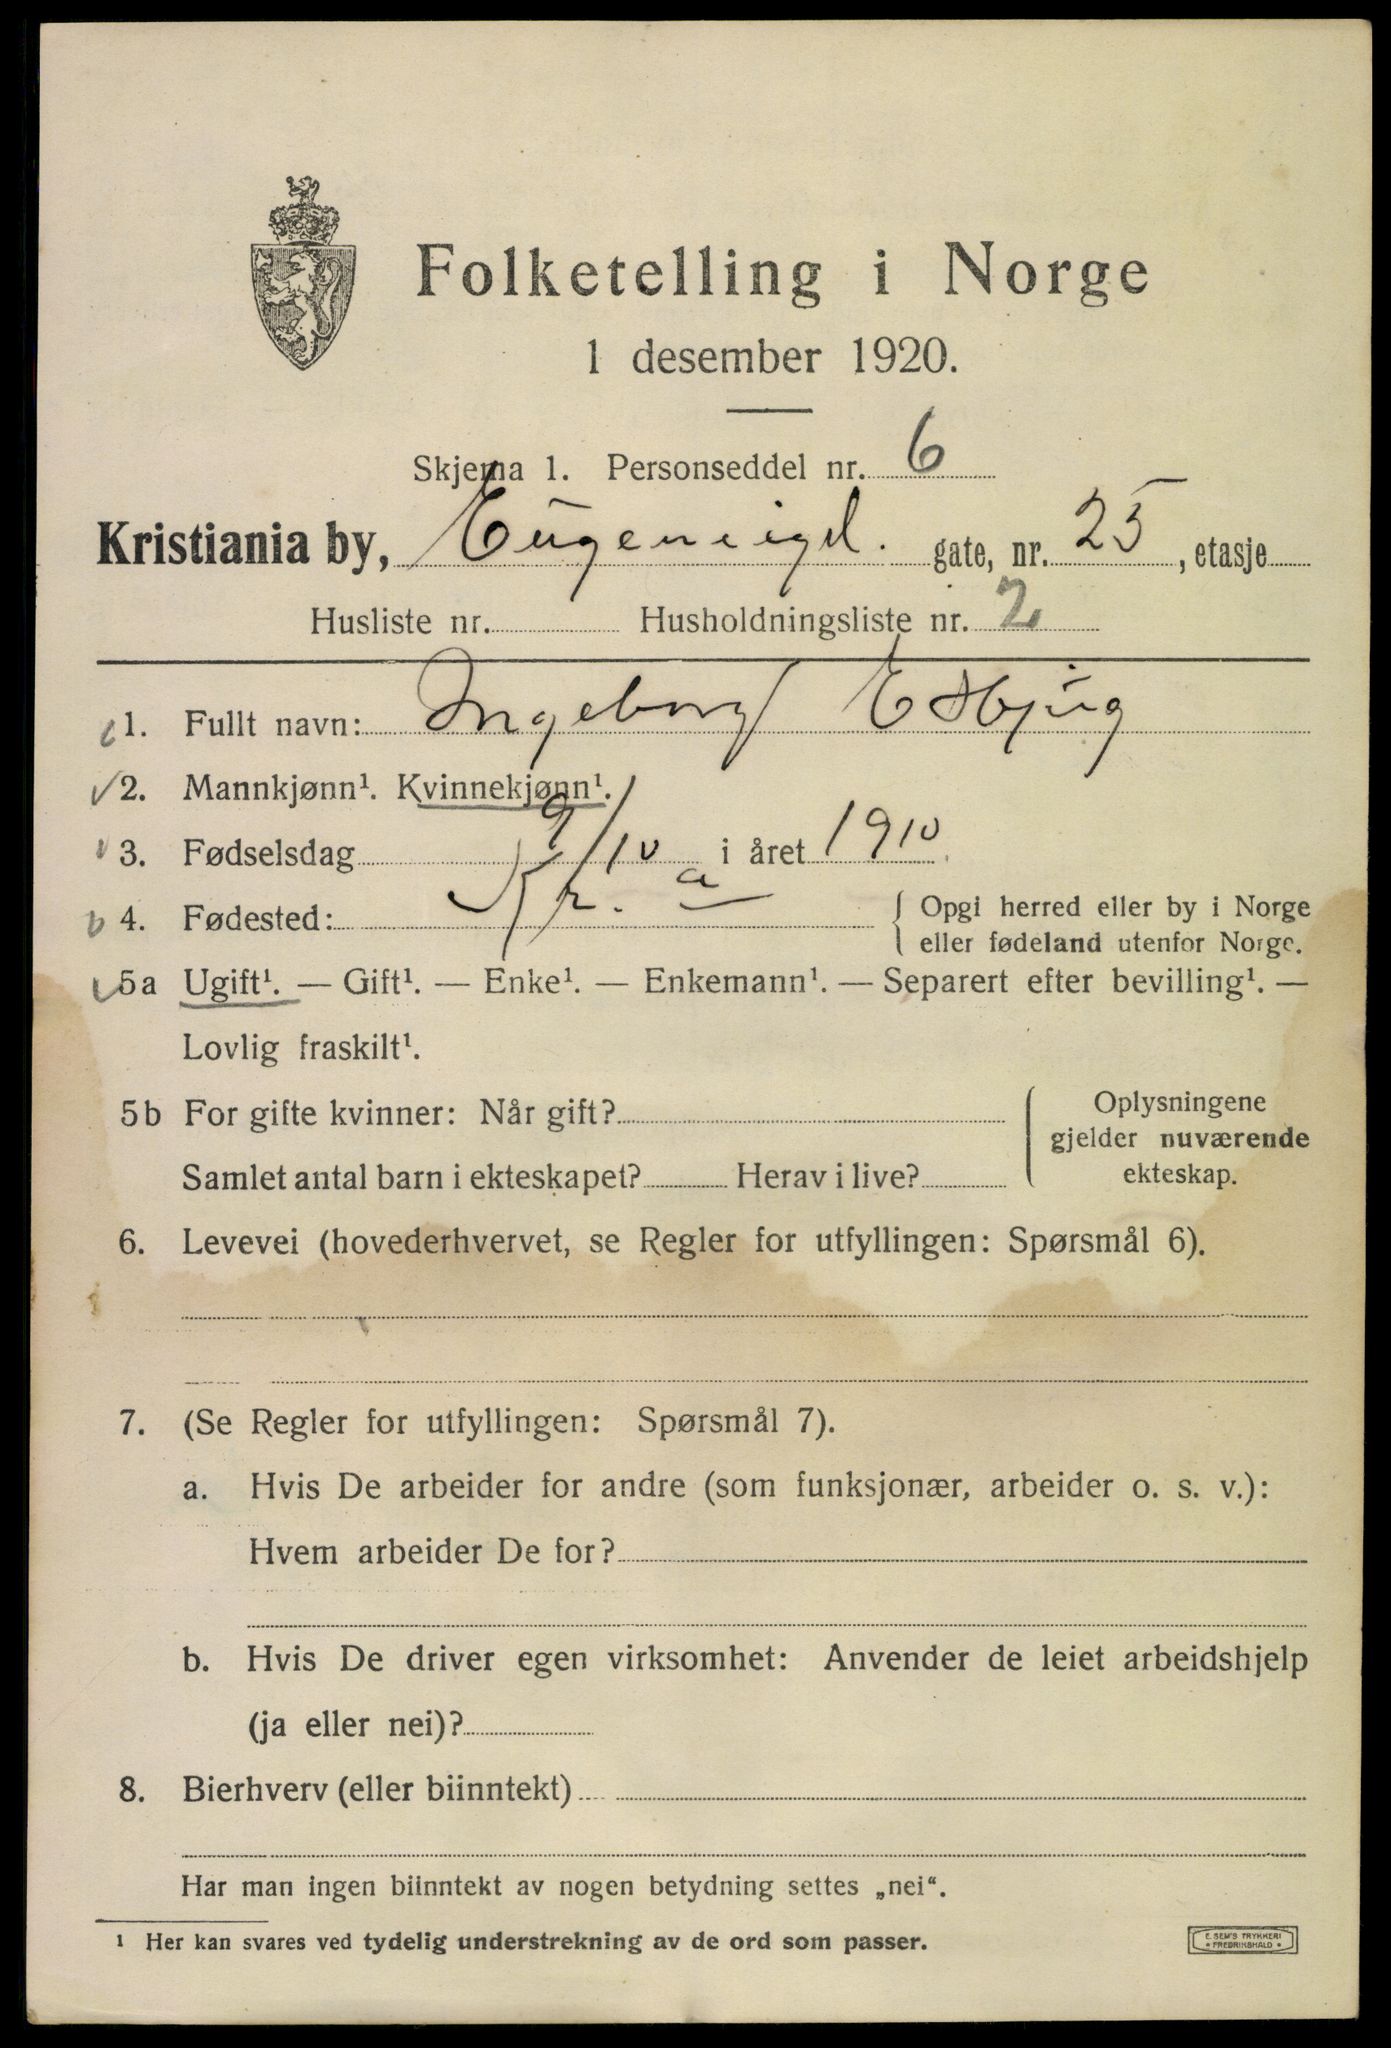 Folketelling i Norge
1 desember 1920.
Skjema 1. Personseddel nr. 6
Kristiania by, Eugeniigt. gate, nr. 25, etasje
Husliste nr. Husholdningsliste nr. 2
1. Fullt navn: Ingeborg
2. Mannkjønn¹. Kvinnekjønn¹.
3. Fødselsdag 9/10 i året 1910.
4. Fødested: Kr.a { Opgi herred eller by i Norge
eller fødeland utenfor Norge.
5a Ugift¹. — Gift¹. — Enke¹. — Enkemann¹. — Separert efter bevilling¹. —
Lovlig fraskilt¹.
5b For gifte kvinner: Når gift? { Oplysningene
gjelder nuværende
Samlet antal barn i ekteskapet? Herav i live? ekteskap.
6. Levevei (hovederhvervet, se Regler for utfyllingen: Spørsmål 6).
7. (Se Regler for utfyllingen: Spørsmål 7).
a. Hvis De arbeider for andre (som funksjonær, arbeider o. s. v.):
Hvem arbeider De for?
b. Hvis De driver egen virksomhet: Anvender de leiet arbeidshjelp
(ja eller nei)?
8. Bierhverv (eller biinntekt)
Har man ingen biinntekt av nogen betydning settes „nei“.
¹ Her kan svares ved tydelig understrekning av de ord som passer.
E. SEM'S TRYKKERI
• FREDRIKSHALD •